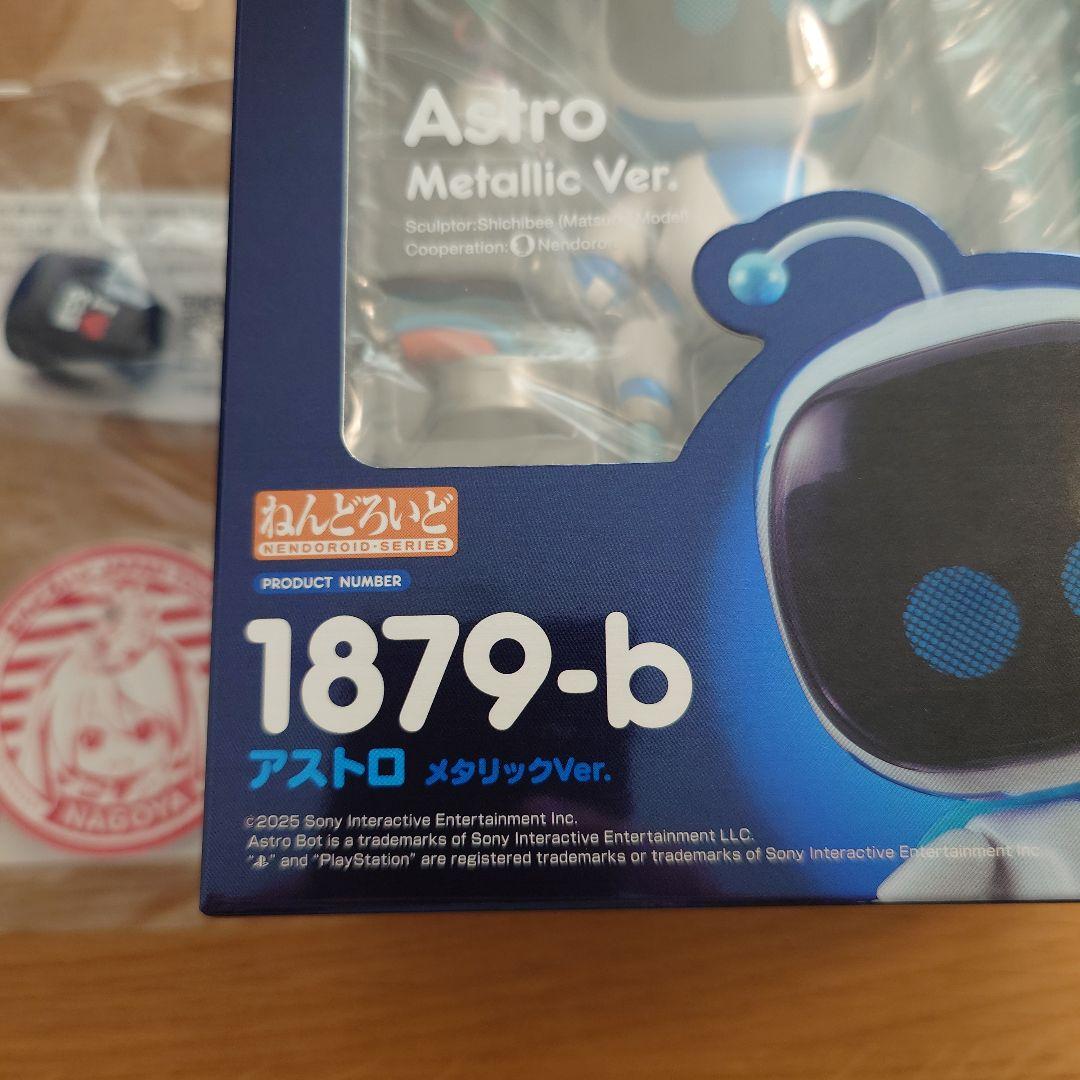 Astro
Metallic Ver.
Sculptor:Shichibee (Matsu Model)
Cooperation: Nendoron
ねんどろいど
NENDOROID SERIES
PRODUCT NUMBER
1879-b
アストロ メタリックVer.
©2025 Sony Interactive Entertainment Inc.
Astro Bot is a trademarks of Sony Interactive Entertainment LLC.
" " and "PlayStation" are registered trademarks or trademarks of Sony Interactive Entertainment Inc.
NAGOYA